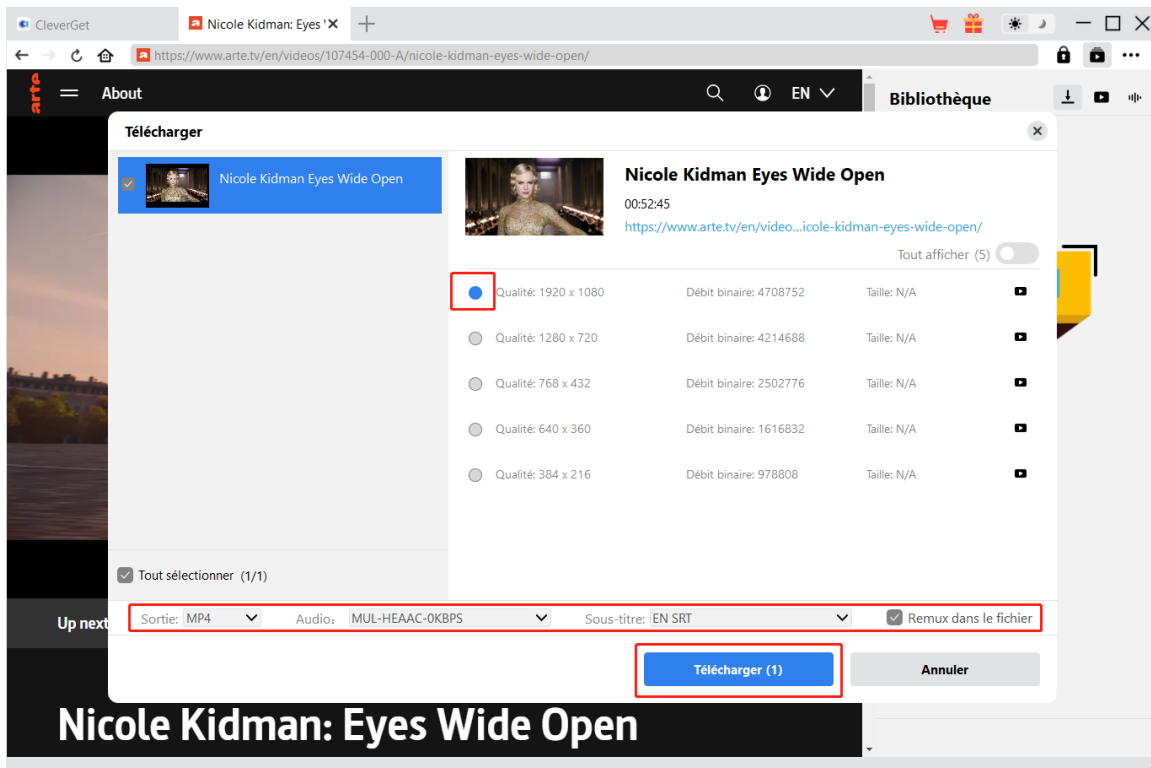 CleverGet
Nicole Kidman: Eyes '
https://www.arte.tv/en/videos/107454-000-A/nicole-kidman-eyes-wide-open/
arte
About
EN
Bibliothèque
Télécharger
Nicole Kidman Eyes Wide Open
Nicole Kidman Eyes Wide Open
00:52:45
https://www.arte.tv/en/video...icole-kidman-eyes-wide-open/
Tout afficher (5)
Qualité: 1920 x 1080 Débit binaire: 4708752 Taille: N/A
Qualité: 1280 x 720 Débit binaire: 4214688 Taille: N/A
Qualité: 768 x 432 Débit binaire: 2502776 Taille: N/A
Qualité: 640 x 360 Débit binaire: 1616832 Taille: N/A
Qualité: 384 x 216 Débit binaire: 978808 Taille: N/A
Tout sélectionner (1/1)
Up next
Sortie: MP4 Audio: MUL-HEAAC-0KBPS Sous-titre: EN SRT Remux dans le fichier
Télécharger (1) Annuler
Nicole Kidman: Eyes Wide Open